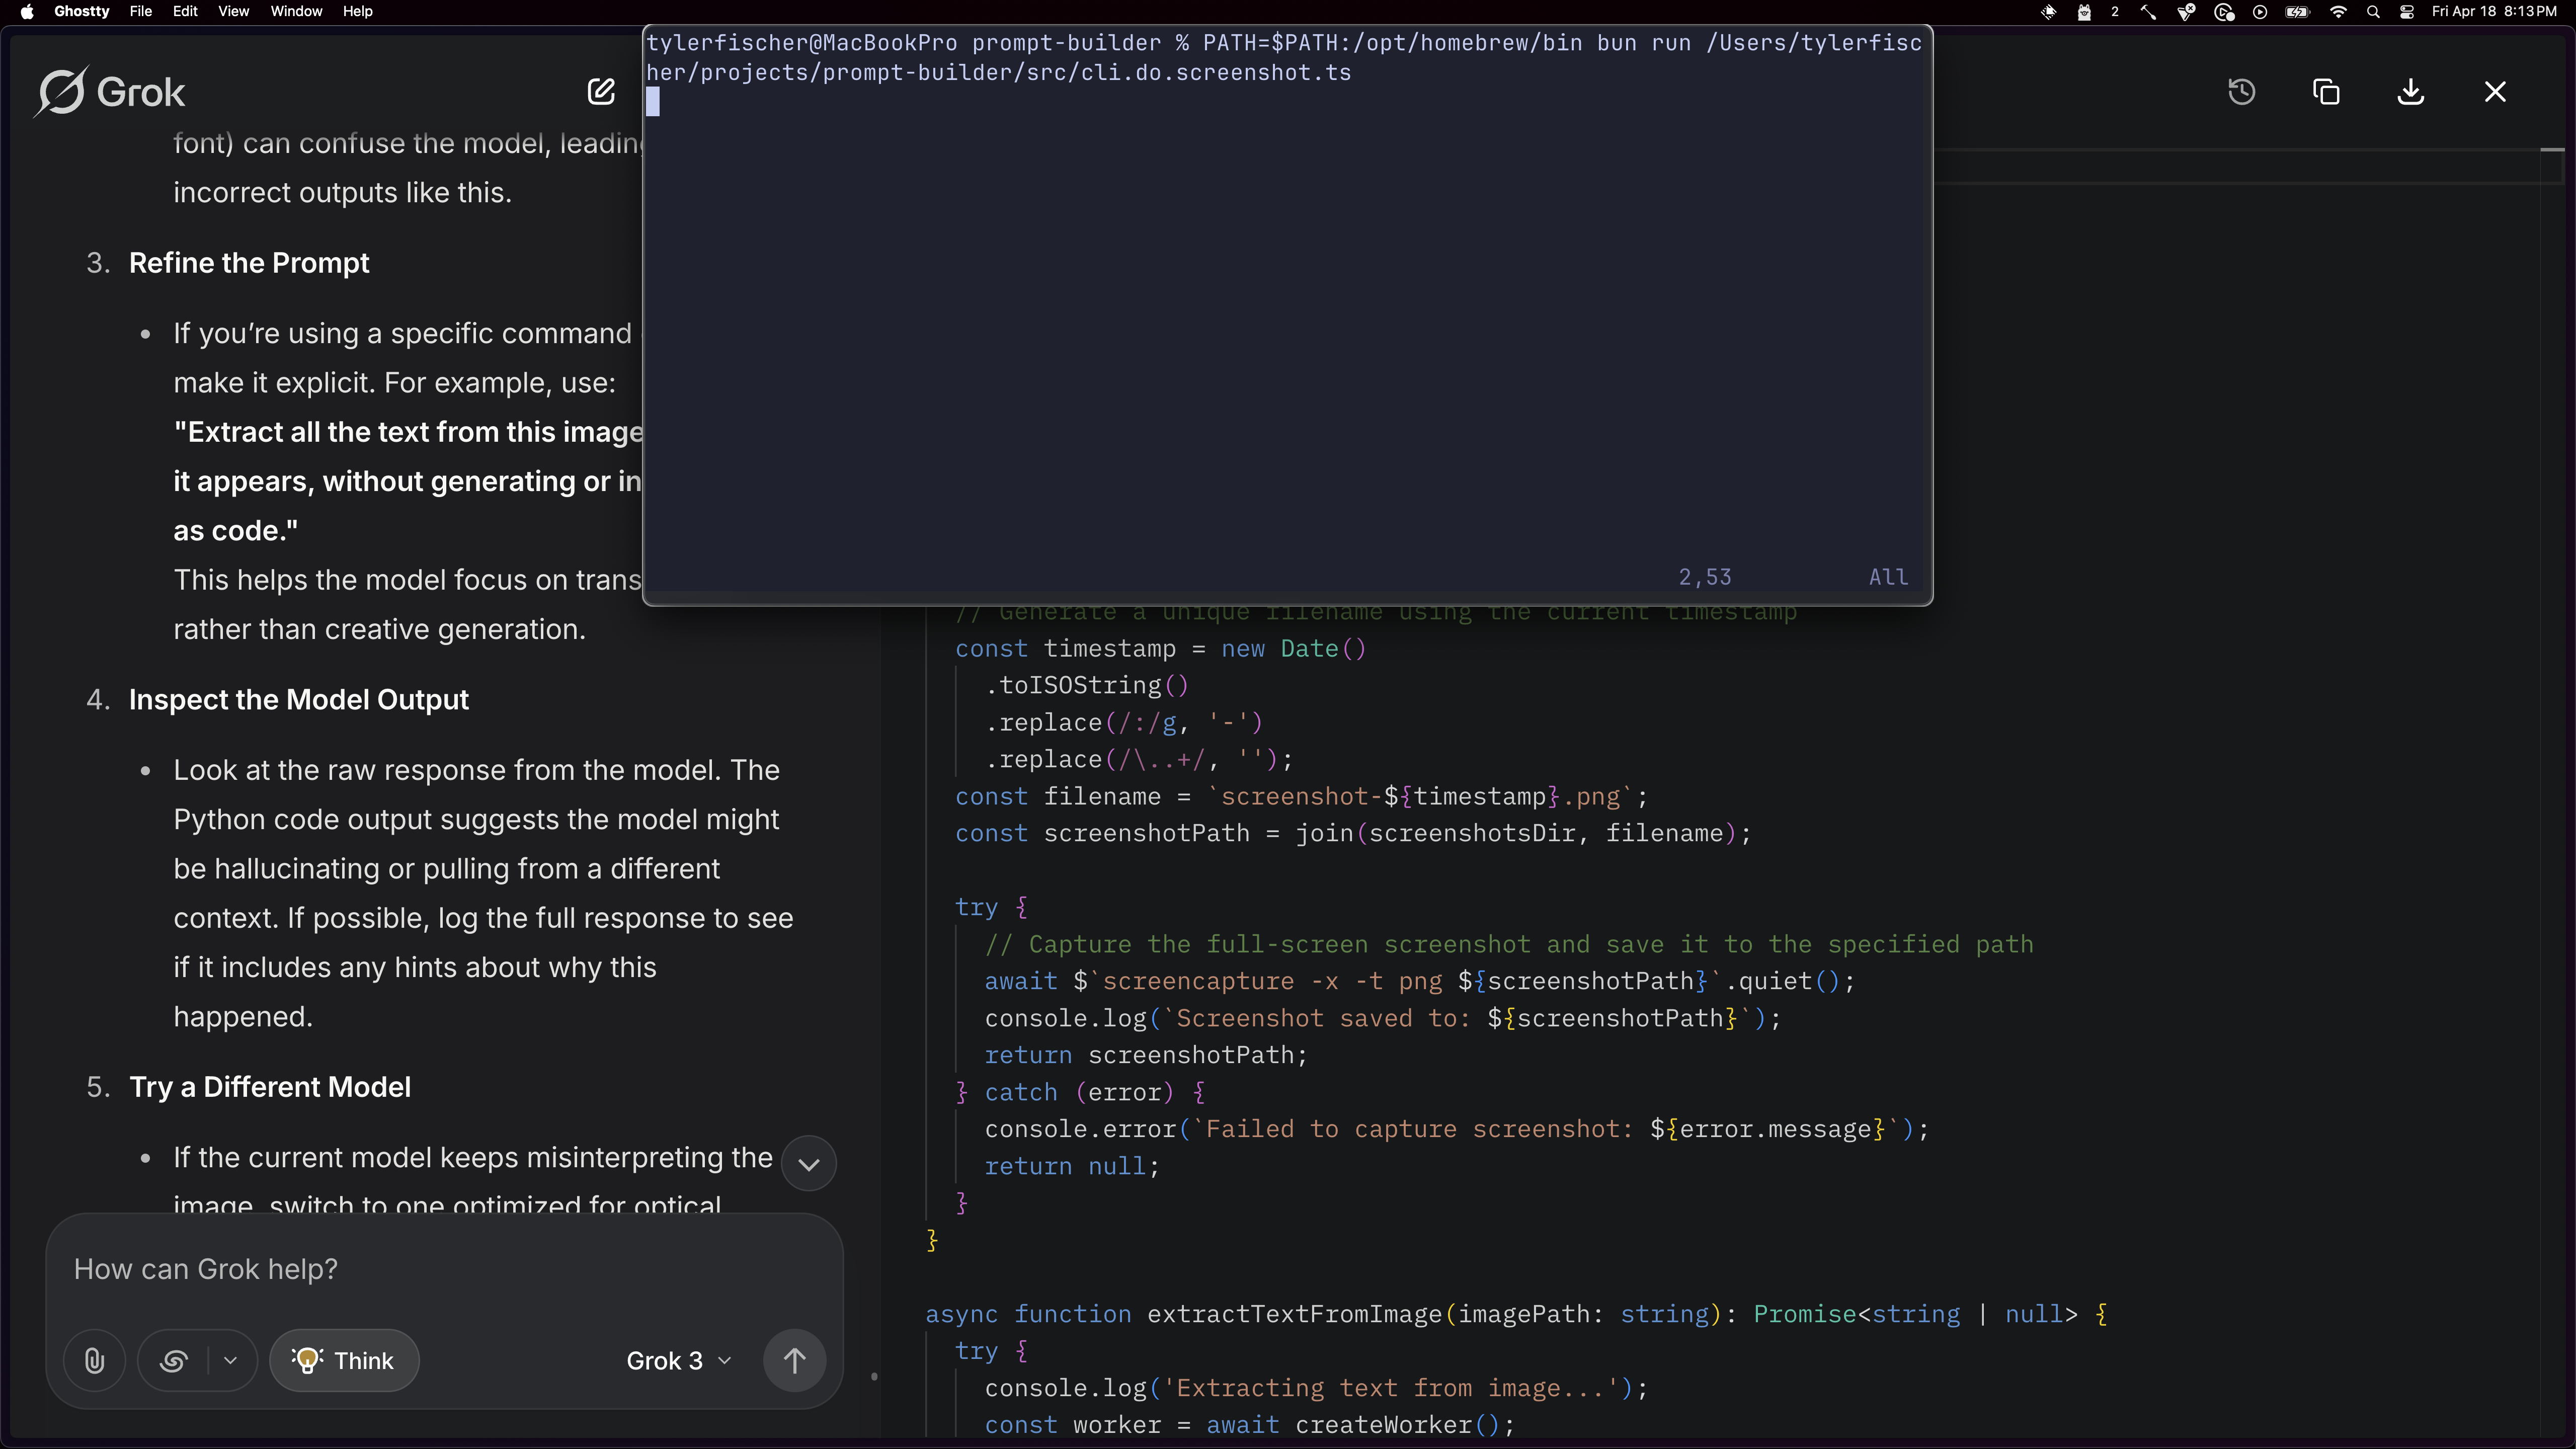 Ghostty File Edit View Window Help
2 Fri Apr 18 8:13 PM
Grok
font) can confuse the model, leading
incorrect outputs like this.
3. Refine the Prompt
• If you’re using a specific command
make it explicit. For example, use:
"Extract all the text from this image
it appears, without generating or in
as code."
This helps the model focus on trans
rather than creative generation.
4. Inspect the Model Output
• Look at the raw response from the model. The
Python code output suggests the model might
be hallucinating or pulling from a different
context. If possible, log the full response to see
if it includes any hints about why this
happened.
5. Try a Different Model
• If the current model keeps misinterpreting the
image, switch to one optimized for optical
How can Grok help?
Think
Grok 3
tylerfischer@MacBookPro prompt-builder % PATH=$PATH:/opt/homebrew/bin bun run /Users/tylerfisc
her/projects/prompt-builder/src/cli.do.screenshot.ts
2,53 All
// Generate a unique filename using the current timestamp
const timestamp = new Date()
.toISOString()
.replace(/:/g, '-')
.replace(/\..+/, '');
const filename = `screenshot-${timestamp}.png`;
const screenshotPath = join(screenshotsDir, filename);
try {
// Capture the full-screen screenshot and save it to the specified path
await $`screencapture -x -t png ${screenshotPath}`.quiet();
console.log(`Screenshot saved to: ${screenshotPath}`);
return screenshotPath;
} catch (error) {
console.error(`Failed to capture screenshot: ${error.message}`);
return null;
}
}
async function extractTextFromImage(imagePath: string): Promise<string | null> {
try {
console.log('Extracting text from image...');
const worker = await createWorker();